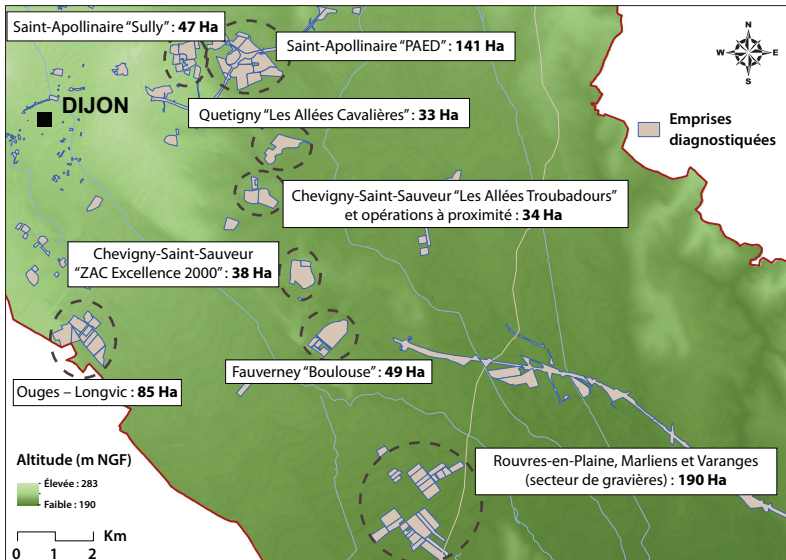 Saint-Apollinaire “Sully” : 47 Ha
Saint-Apollinaire “PAED” : 141 Ha
N
W
E
S
DIJON
Quetigny “Les Allées Cavalières” : 33 Ha
Emprises
diagnostiquées
Chevigny-Saint-Sauveur “Les Allées Troubadours”
et opérations à proximité : 34 Ha
Chevigny-Saint-Sauveur
“ZAC Excellence 2000” : 38 Ha
Fauverney “Boulouse” : 49 Ha
Ouges – Longvic : 85 Ha
Rouvres-en-Plaine, Marliens et Varanges
(secteur de gravières) : 190 Ha
Altitude (m NGF)
Élevée : 283
Faible : 190
Km
0 1 2